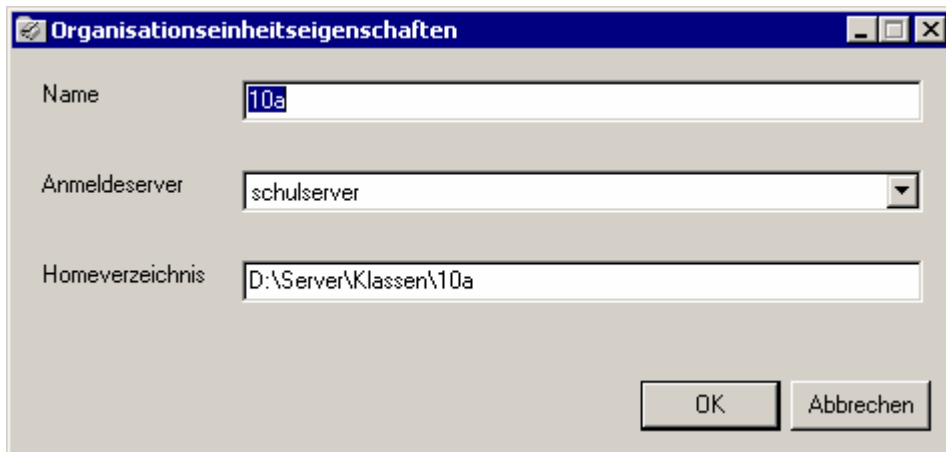 Organisationseinheitseigenschaften
Name
10a
Anmeldeserver
schulserver
Homeverzeichnis
D:\Server\Klassen\10a
OK
Abbrechen